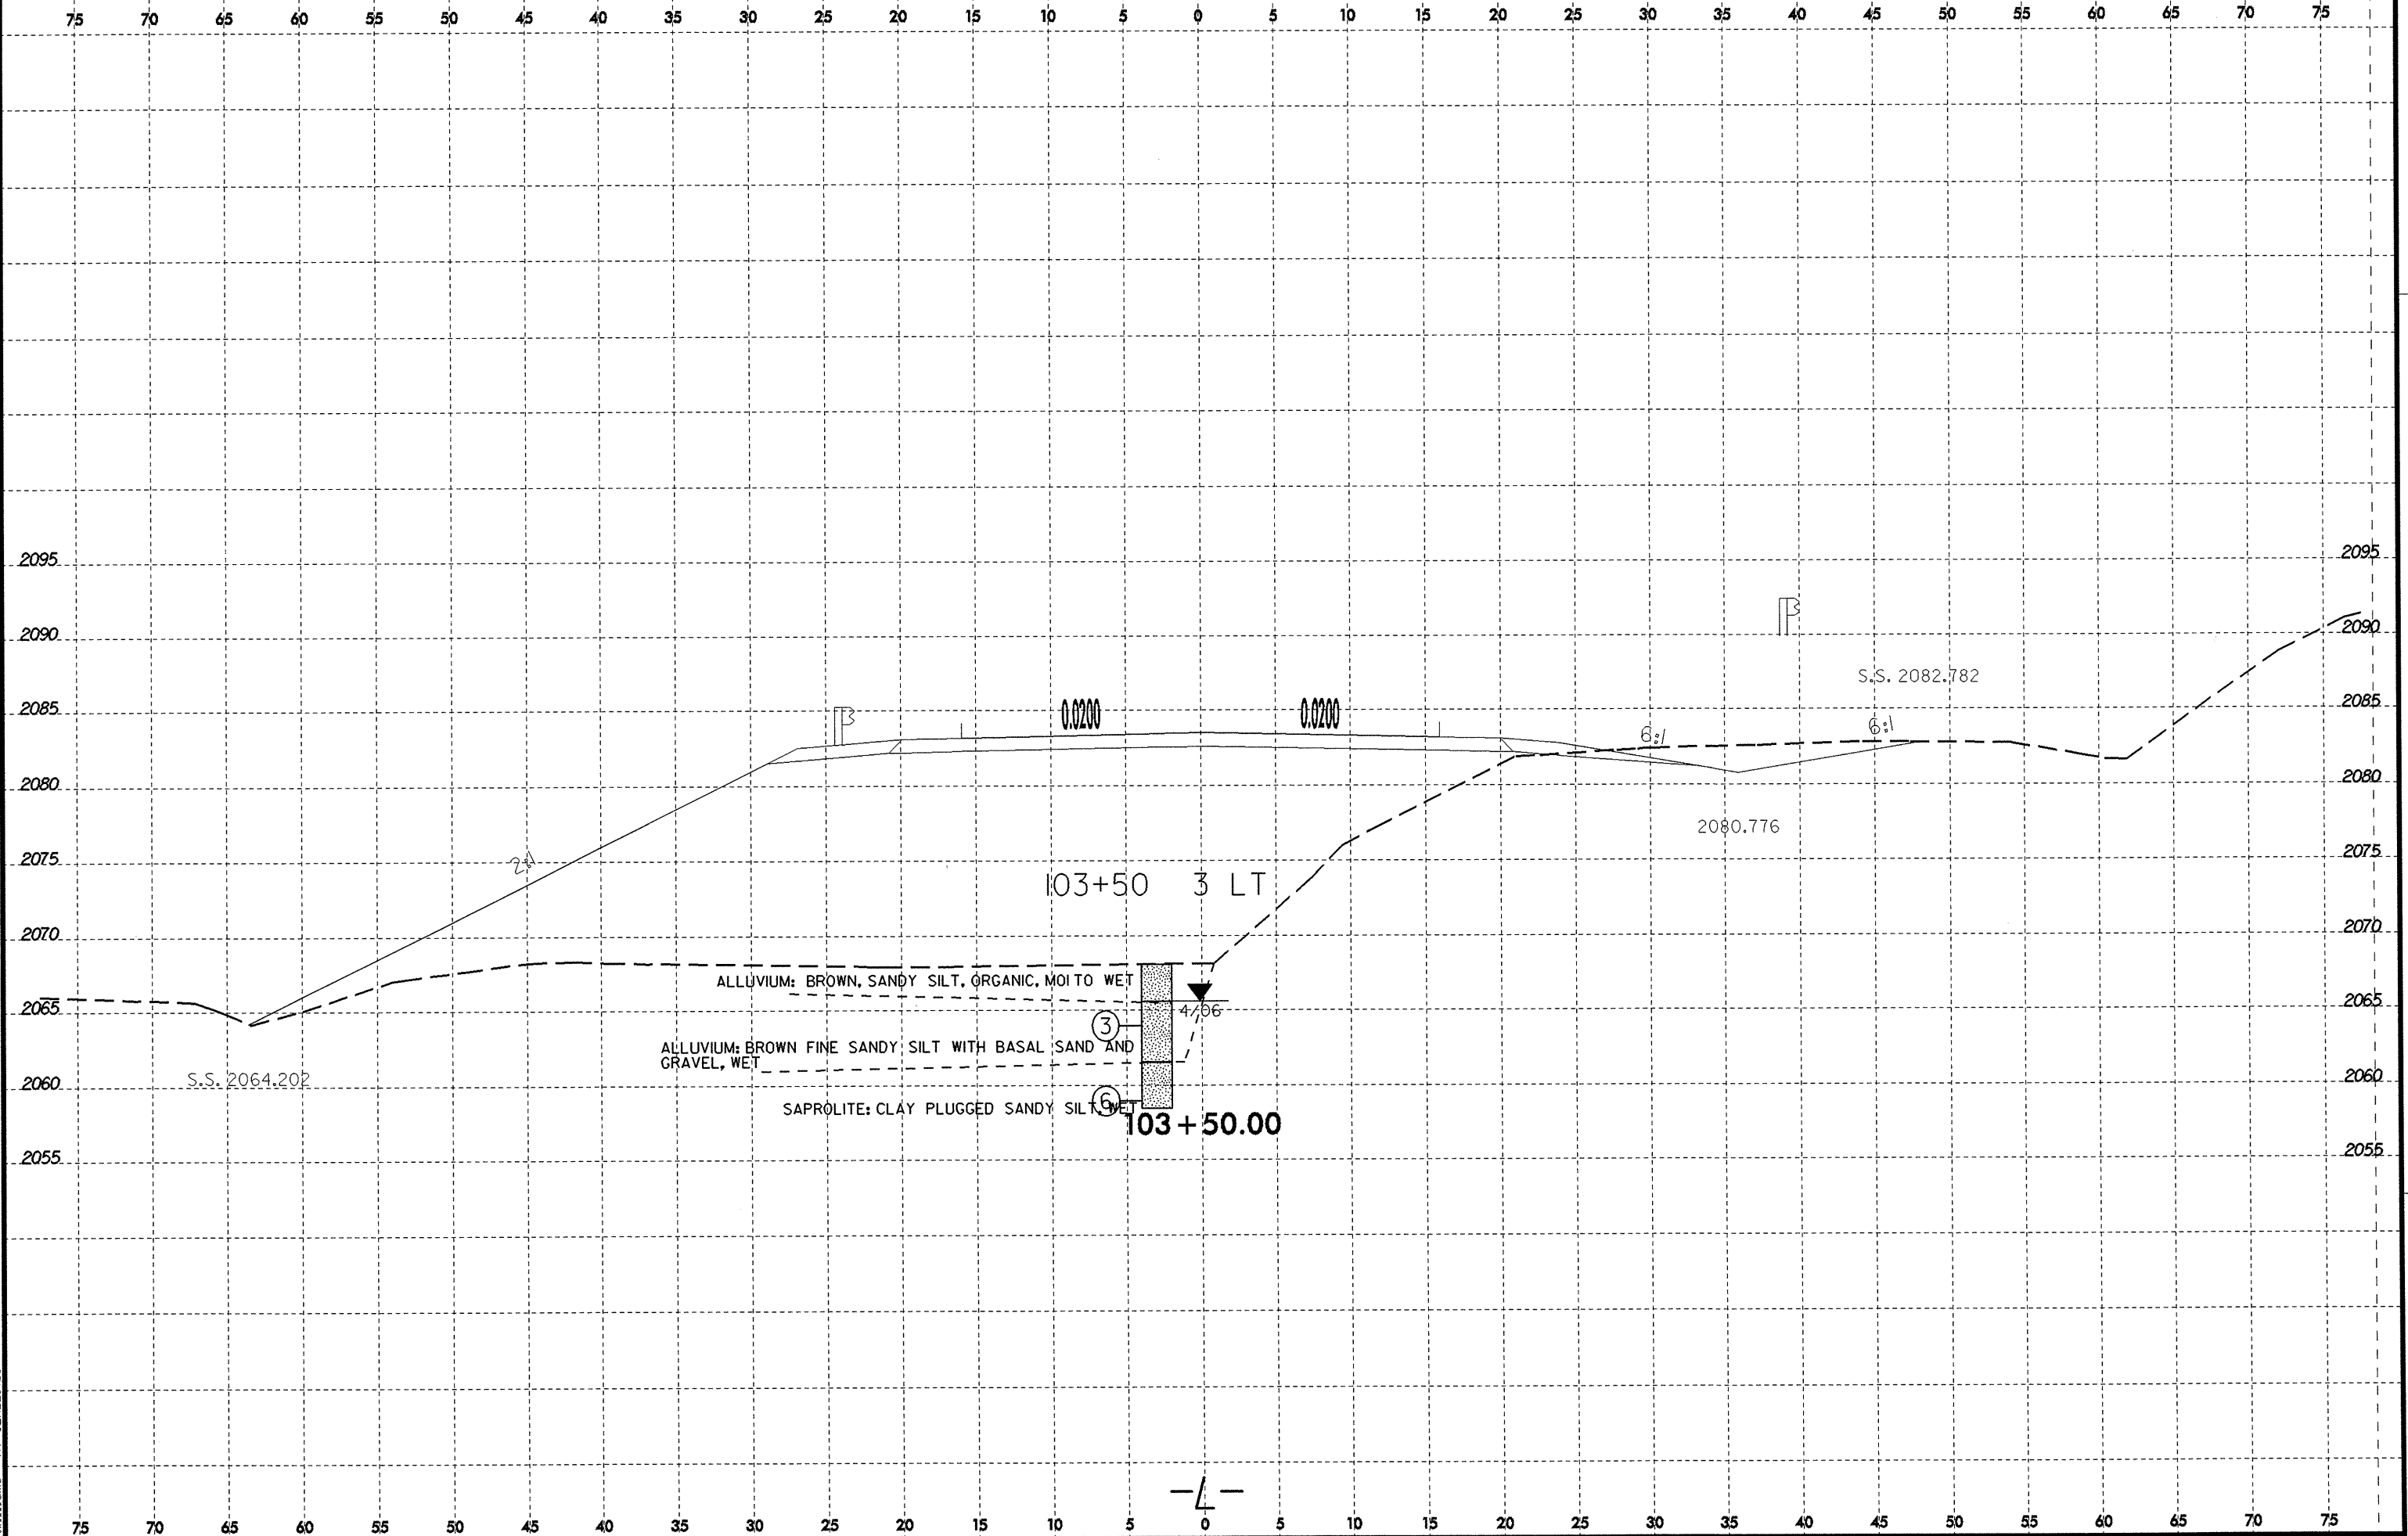 75 70 65 60 55 50 45 40 35 30 25 20 15 10 5 0 5 10 15 20 25 30 35 40 45 50 55 60 65 70 75
2095 2095
2090 2090
S.S. 2082.782
2085 0.0200 0.0200 2085
6:1 6:1
2080 2080
2080.776
2:1
2075 2075
103+50 3 LT
2070 2070
ALLUVIUM: BROWN, SANDY SILT, ORGANIC, MOI TO WET
2065 4/06 2065
3
ALLUVIUM: BROWN FINE SANDY SILT WITH BASAL SAND AND
GRAVEL, WET
S.S. 2064.202
2060 2060
6
SAPROLITE: CLAY PLUGGED SANDY SILT, WET
103+50.00
2055 2055
-L-
75 70 65 60 55 50 45 40 35 30 25 20 15 10 5 0 5 10 15 20 25 30 35 40 45 50 55 60 65 70 75